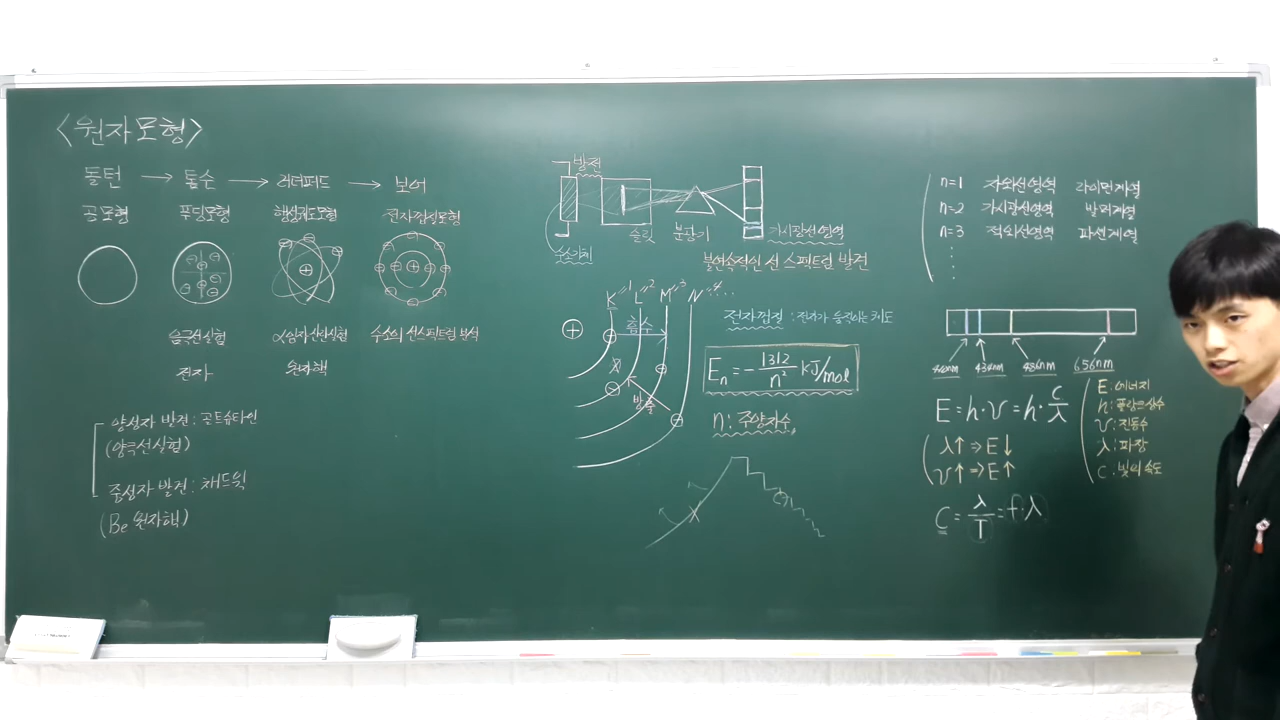 <원자모형>
돌턴 → 톰슨 → 러더퍼드 → 보어
공모형 푸딩모형 행성궤도모형 전자껍질모형
음극선실험 α입자 산란실험 수소의 선스펙트럼 분석
전자 원자핵
양성자 발견 : 골트슈타인
(양극선실험)
중성자 발견 : 채드윅
(Be 원자핵)
방전
슬릿 분광기 가시광선영역
수소기체
불연속적인 선 스펙트럼 발견
K "1 L"2 M"3 N"4 ....
흡수
방출
전자껍질 : 전자가 움직이는 궤도
En = - 1312/n² kJ/mol
n : 주양자수
n=1 자외선영역 라이먼계열
n=2 가시광선영역 발머계열
n=3 적외선영역 파센계열
434nm 486nm 656nm
E = h·ν = h· c/λ
λ↑ ⇒ E↓
ν↑ ⇒ E↑
C = λ/T = f·λ
E : 에너지
h : 플랑크상수
ν : 진동수
λ : 파장
C : 빛의 속도